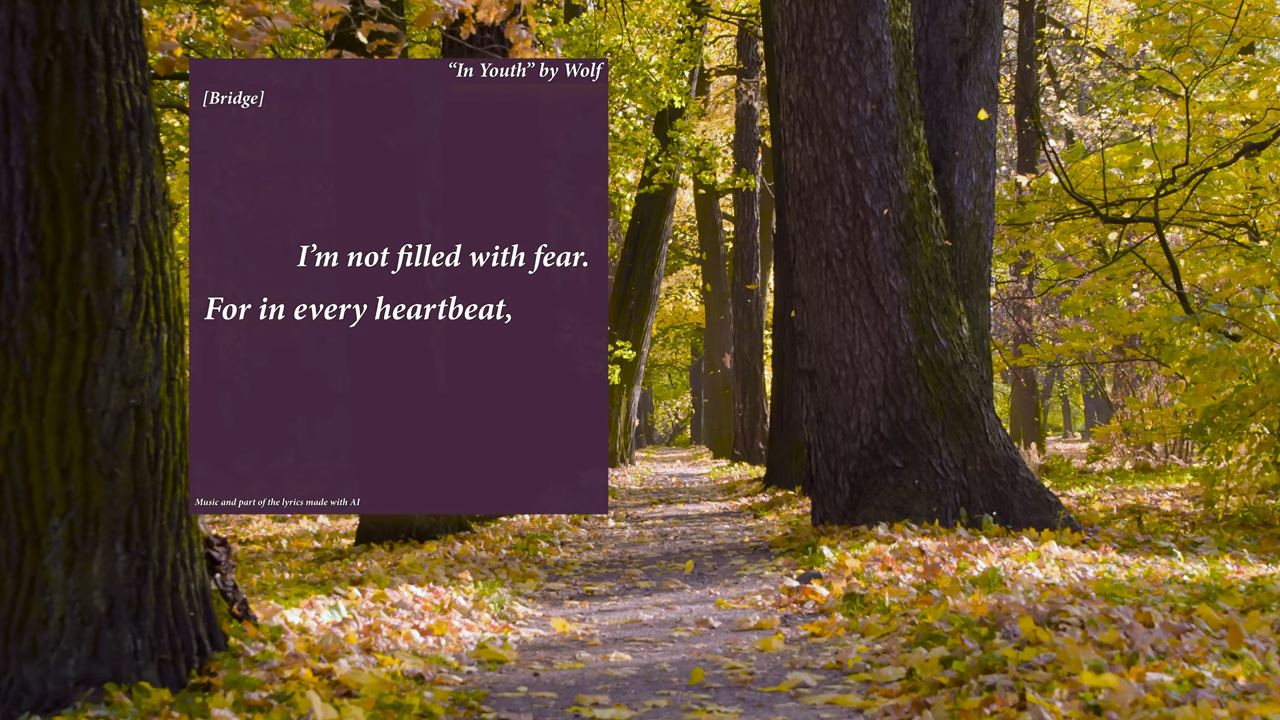 “In Youth” by Wolf
[Bridge]
I’m not filled with fear.
For in every heartbeat,
Music and part of the lyrics made with AI